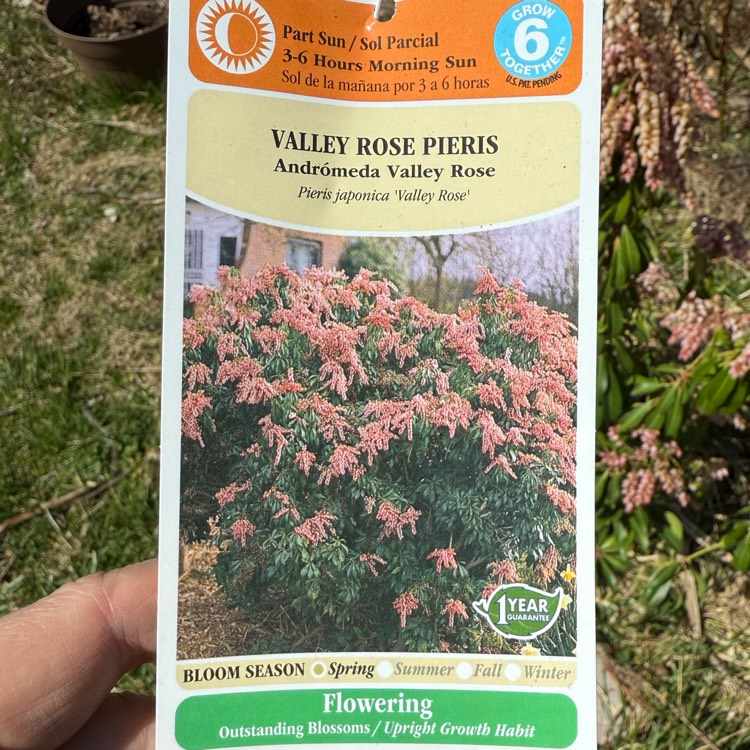 Part Sun / Sol Parcial
3-6 Hours Morning Sun
Sol de la mañana por 3 a 6 horas
GROW
6
TOGETHER™
U.S. PAT. PENDING
VALLEY ROSE PIERIS
Andrómeda Valley Rose
Pieris japonica 'Valley Rose'
1 YEAR
GUARANTEE
BLOOM SEASON Spring Summer Fall Winter
Flowering
Outstanding Blossoms / Upright Growth Habit